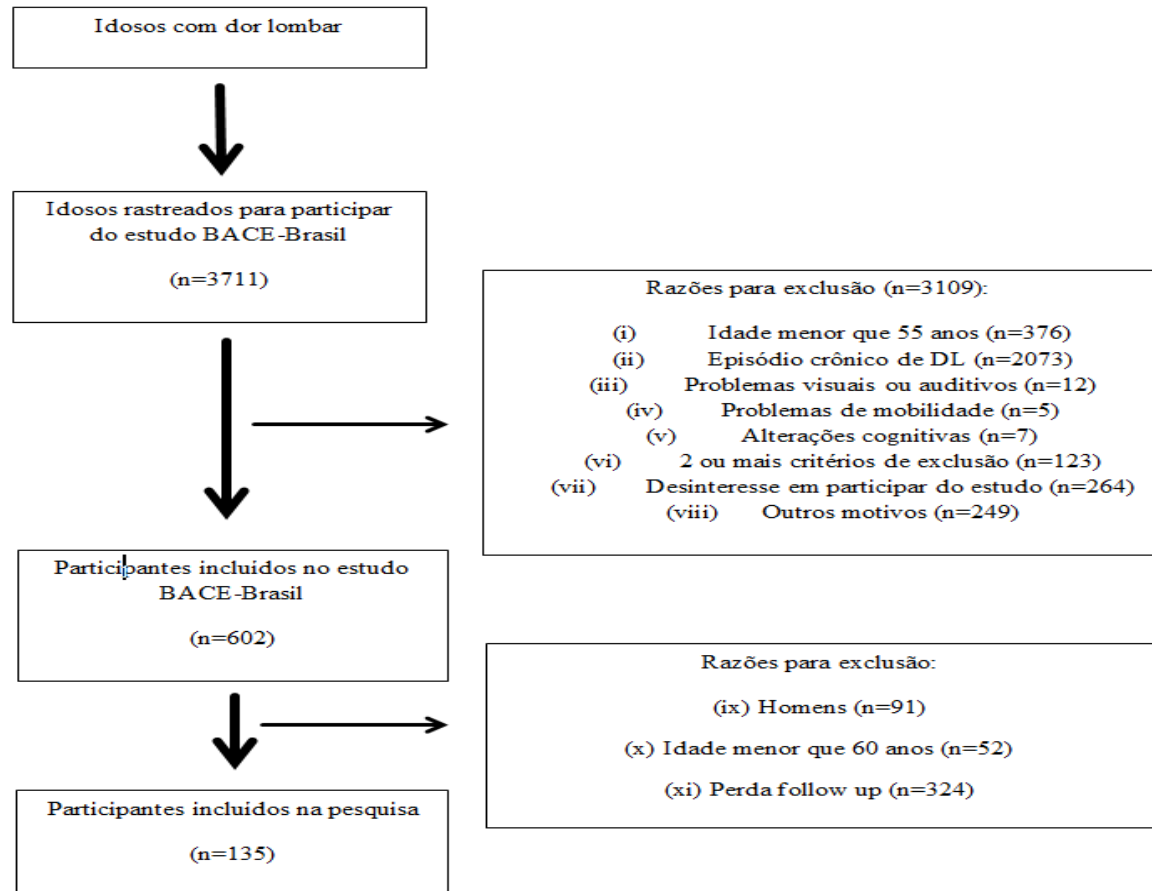 Idosos com dor lombar
Idosos rastreados para participar
do estudo BACE-Brasil
(n=3711)
Razões para exclusão (n=3109):
(i) Idade menor que 55 anos (n=376)
(ii) Episódio crônico de DL (n=2073)
(iii) Problemas visuais ou auditivos (n=12)
(iv) Problemas de mobilidade (n=5)
(v) Alterações cognitivas (n=7)
(vi) 2 ou mais critérios de exclusão (n=123)
(vii) Desinteresse em participar do estudo (n=264)
(viii) Outros motivos (n=249)
Participantes incluídos no estudo
BACE-Brasil
(n=602)
Razões para exclusão:
(ix) Homens (n=91)
(x) Idade menor que 60 anos (n=52)
(xi) Perda follow up (n=324)
Participantes incluídos na pesquisa
(n=135)